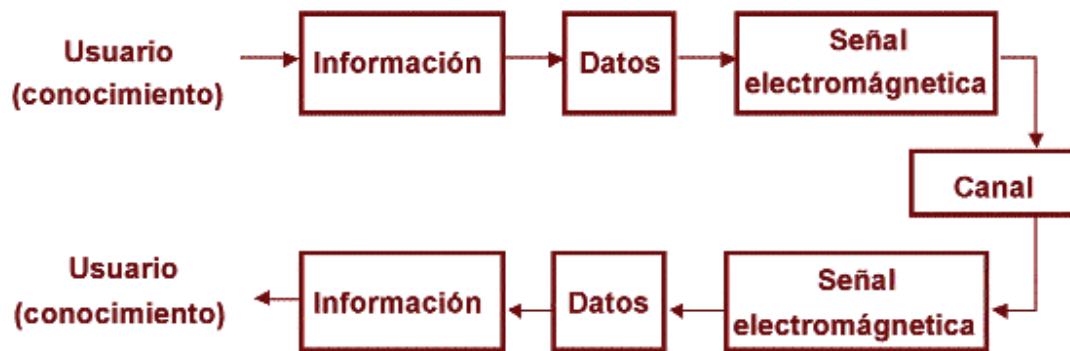 Usuario
(conocimiento)
Información
Datos
Señal
electromágnetica
Canal
Usuario
(conocimiento)
Información
Datos
Señal
electromágnetica